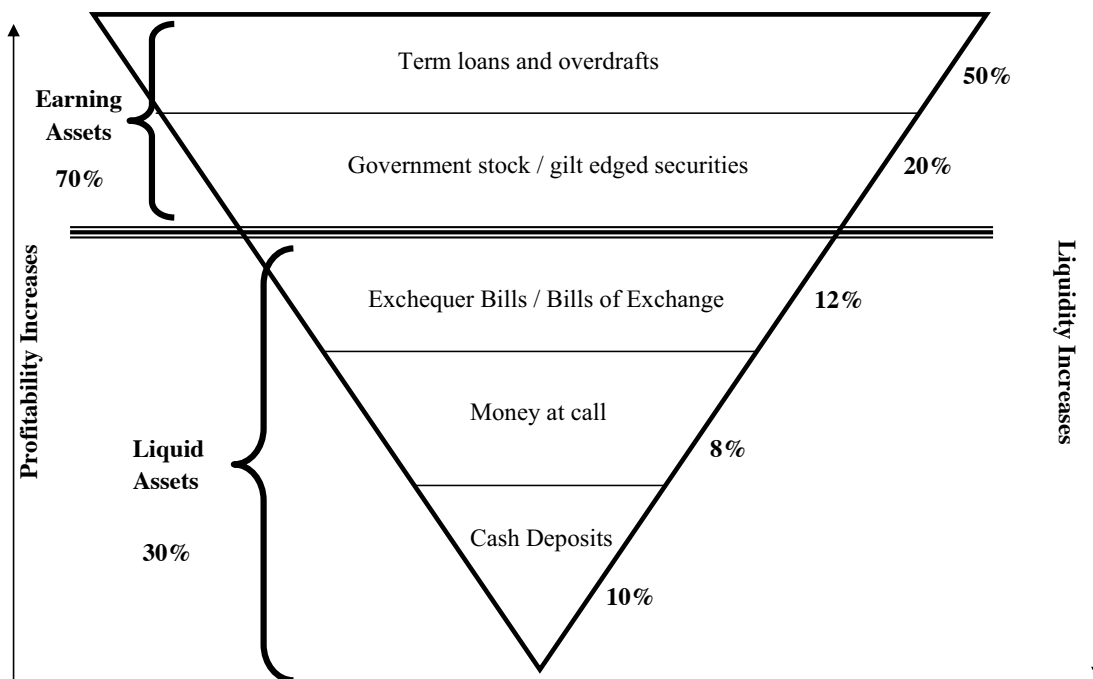 Term loans and overdrafts
50%
Earning
Assets
70%
Government stock / gilt edged securities
20%
Profitability Increases
Liquidity Increases
Exchequer Bills / Bills of Exchange
12%
Money at call
8%
Liquid
Assets
30%
Cash Deposits
10%